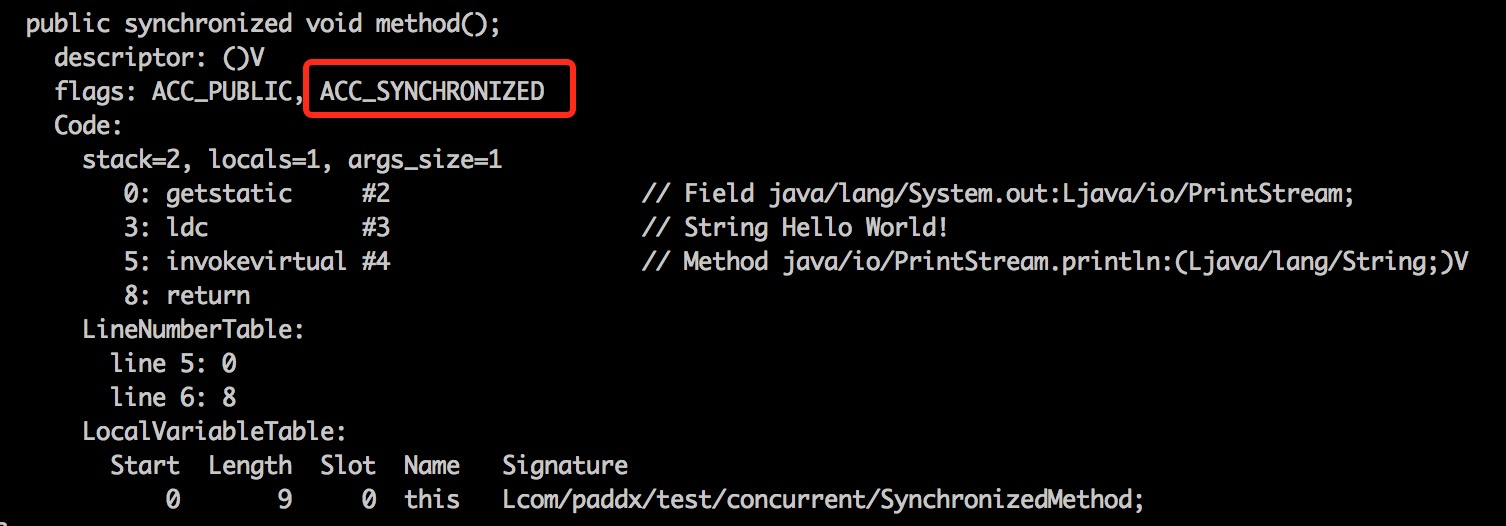 public synchronized void method();
descriptor: ()V
flags: ACC_PUBLIC, ACC_SYNCHRONIZED
Code:
stack=2, locals=1, args_size=1
0: getstatic #2 // Field java/lang/System.out:Ljava/io/PrintStream;
3: ldc #3 // String Hello World!
5: invokevirtual #4 // Method java/io/PrintStream.println:(Ljava/lang/String;)V
8: return
LineNumberTable:
line 5: 0
line 6: 8
LocalVariableTable:
Start Length Slot Name Signature
0 9 0 this Lcom/paddx/test/concurrent/SynchronizedMethod;